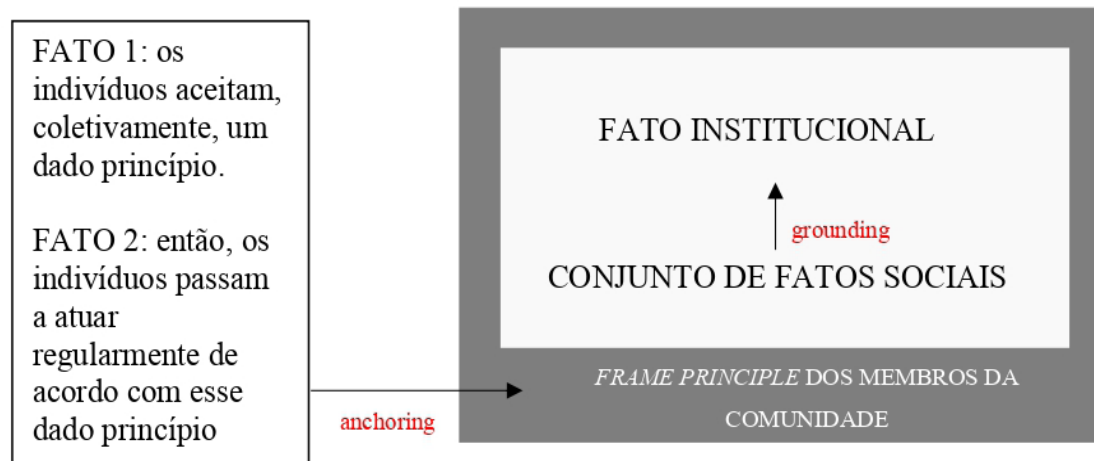 FATO 1: os
indivíduos aceitam,
coletivamente, um
dado princípio.
FATO 2: então, os
indivíduos passam
a atuar
regularmente de
acordo com esse
dado princípio
anchoring
FATO INSTITUCIONAL
grounding
CONJUNTO DE FATOS SOCIAIS
FRAME PRINCIPLE DOS MEMBROS DA
COMUNIDADE